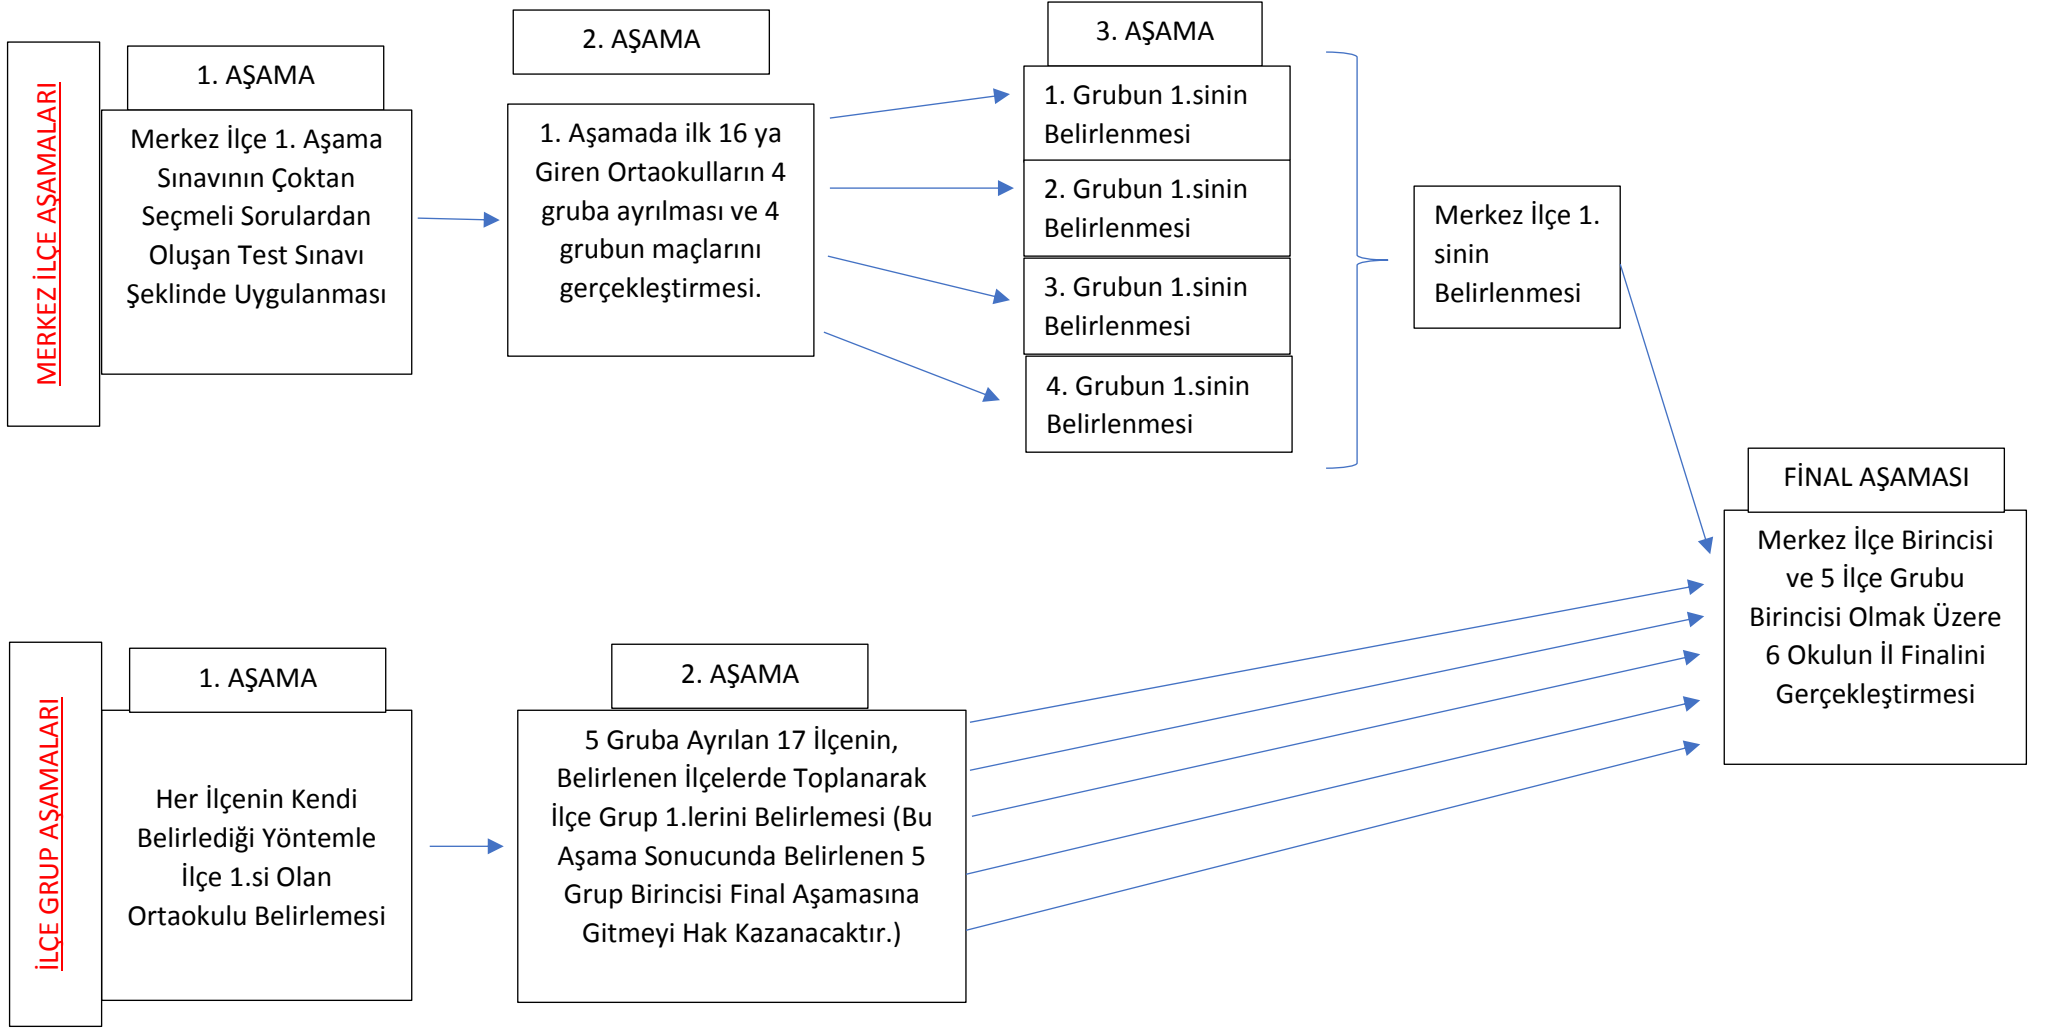 MERKEZ İLÇE AŞAMALARI
1. AŞAMA
Merkez İlçe 1. Aşama
Sınavının Çoktan
Seçmeli Sorulardan
Oluşan Test Sınavı
Şeklinde Uygulanması
2. AŞAMA
1. Aşamada ilk 16 ya
Giren Ortaokulların 4
gruba ayrılması ve 4
grubun maçlarını
gerçekleştirmesi.
3. AŞAMA
1. Grubun 1.sinin
Belirlenmesi
2. Grubun 1.sinin
Belirlenmesi
3. Grubun 1.sinin
Belirlenmesi
4. Grubun 1.sinin
Belirlenmesi
Merkez İlçe 1.
sinin
Belirlenmesi
FİNAL AŞAMASI
Merkez İlçe Birincisi
ve 5 İlçe Grubu
Birincisi Olmak Üzere
6 Okulun İl Finalini
Gerçekleştirmesi
İLÇE GRUP AŞAMALARI
1. AŞAMA
Her İlçenin Kendi
Belirlediği Yöntemle
İlçe 1.si Olan
Ortaokulu Belirlemesi
2. AŞAMA
5 Gruba Ayrılan 17 İlçenin,
Belirlenen İlçelerde Toplanarak
İlçe Grup 1.lerini Belirlemesi (Bu
Aşama Sonucunda Belirlenen 5
Grup Birincisi Final Aşamasına
Gitmeyi Hak Kazanacaktır.)